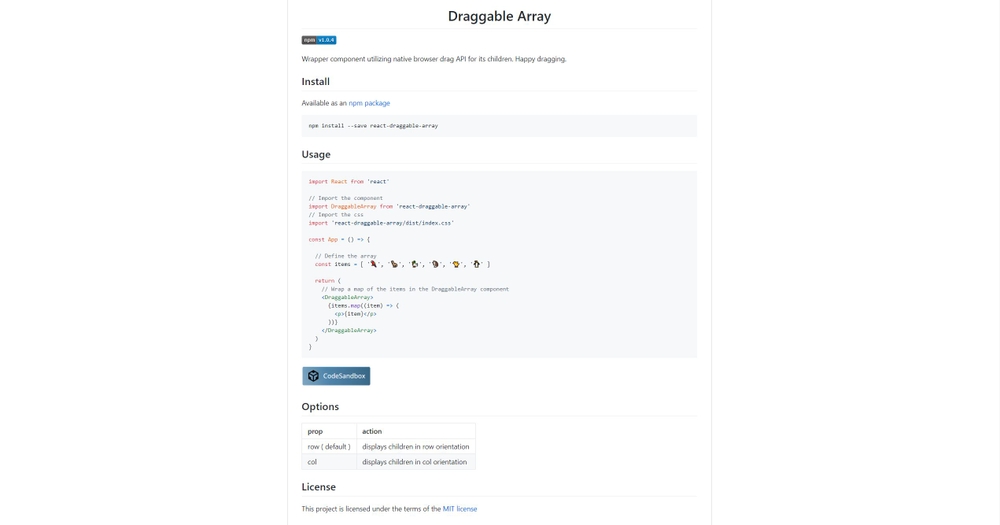 Draggable Array
npm v1.0.4
Wrapper component utilizing native browser drag API for its children. Happy dragging.
Install
Available as an npm package
npm install --save react-draggable-array
Usage
import React from 'react'
// Import the component
import DraggableArray from 'react-draggable-array'
// Import the css
import 'react-draggable-array/dist/index.css'
const App = () => {
// Define the array
const items = [ '', '', '', '', '', '' ]
return (
// Wrap a map of the items in the DraggableArray component
<DraggableArray>
{items.map((item) => (
<p>{item}</p>
))}
</DraggableArray>
)
}
CodeSandbox
Options
prop action
row ( default ) displays children in row orientation
col displays children in col orientation
License
This project is licensed under the terms of the MIT license